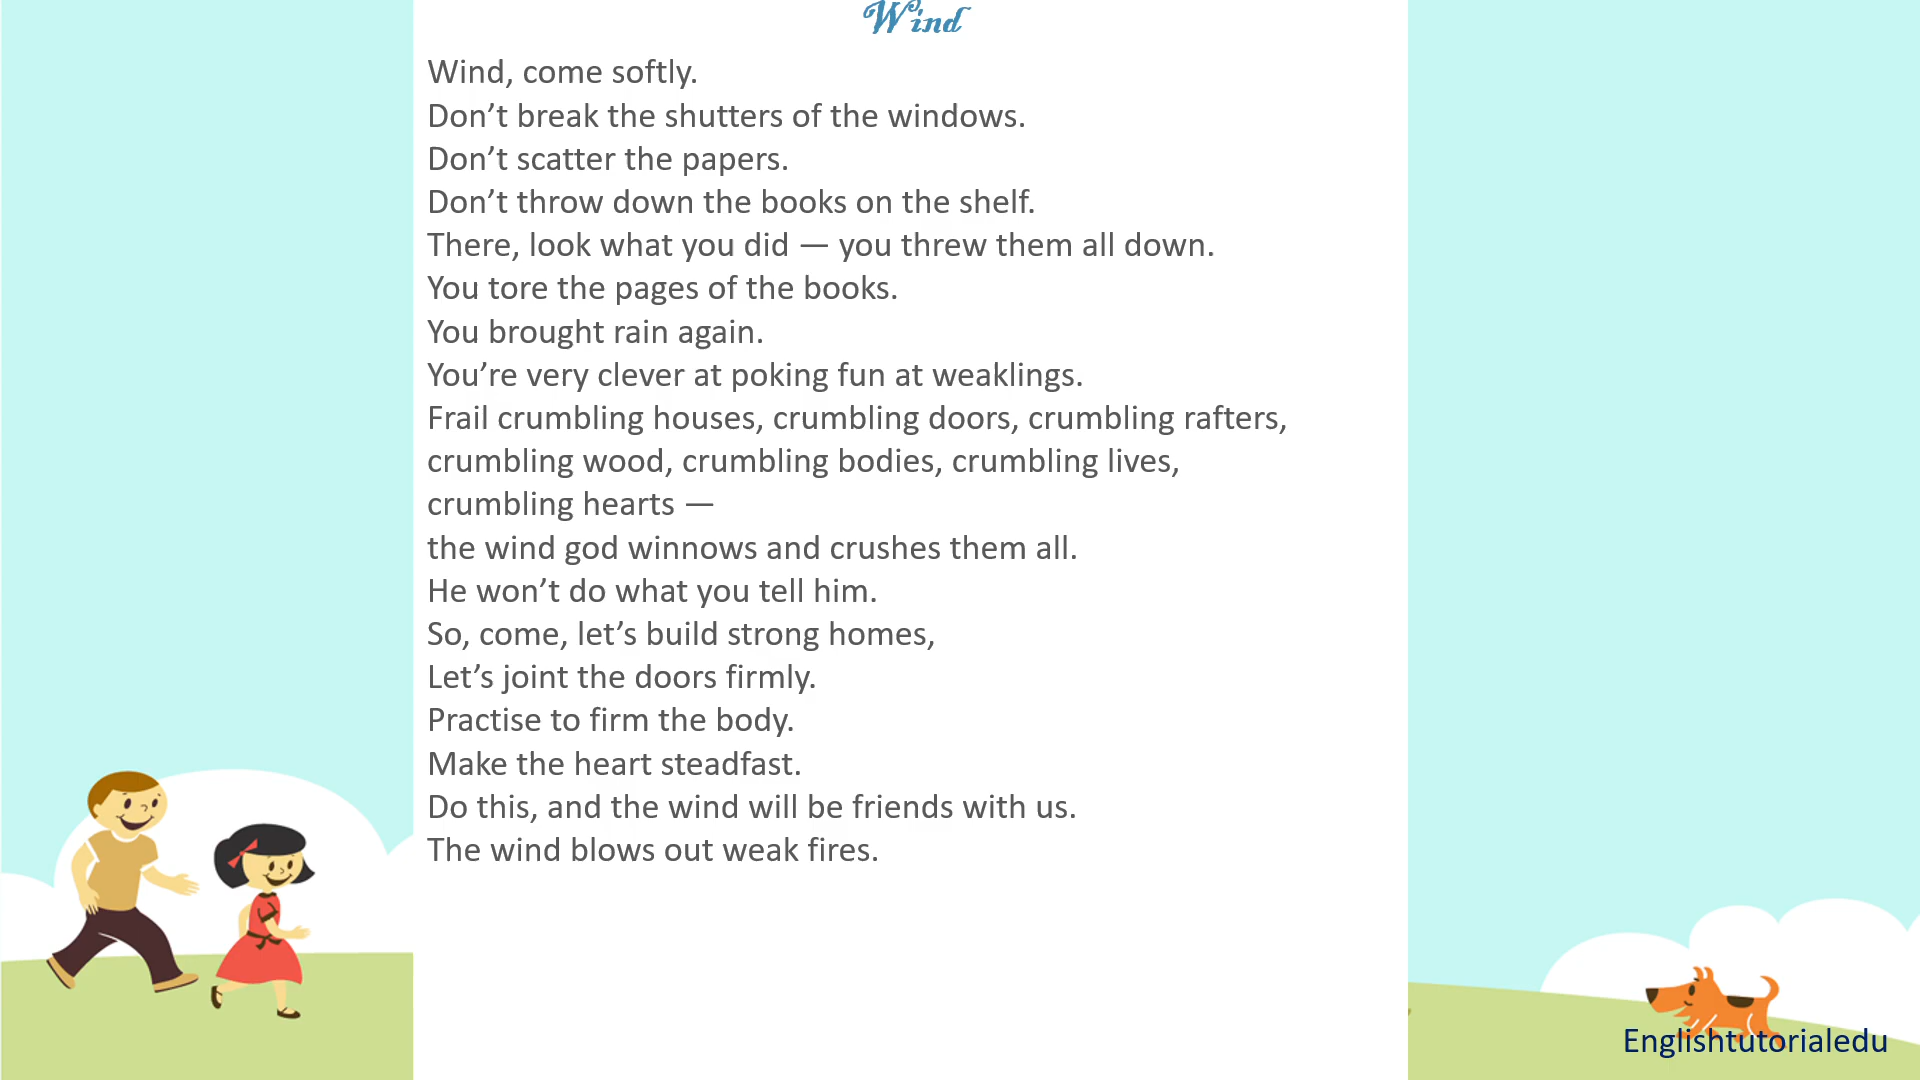 Wind
Wind, come softly.
Don’t break the shutters of the windows.
Don’t scatter the papers.
Don’t throw down the books on the shelf.
There, look what you did — you threw them all down.
You tore the pages of the books.
You brought rain again.
You’re very clever at poking fun at weaklings.
Frail crumbling houses, crumbling doors, crumbling rafters,
crumbling wood, crumbling bodies, crumbling lives,
crumbling hearts —
the wind god winnows and crushes them all.
He won’t do what you tell him.
So, come, let’s build strong homes,
Let’s joint the doors firmly.
Practise to firm the body.
Make the heart steadfast.
Do this, and the wind will be friends with us.
The wind blows out weak fires.
Englishtutorialedu